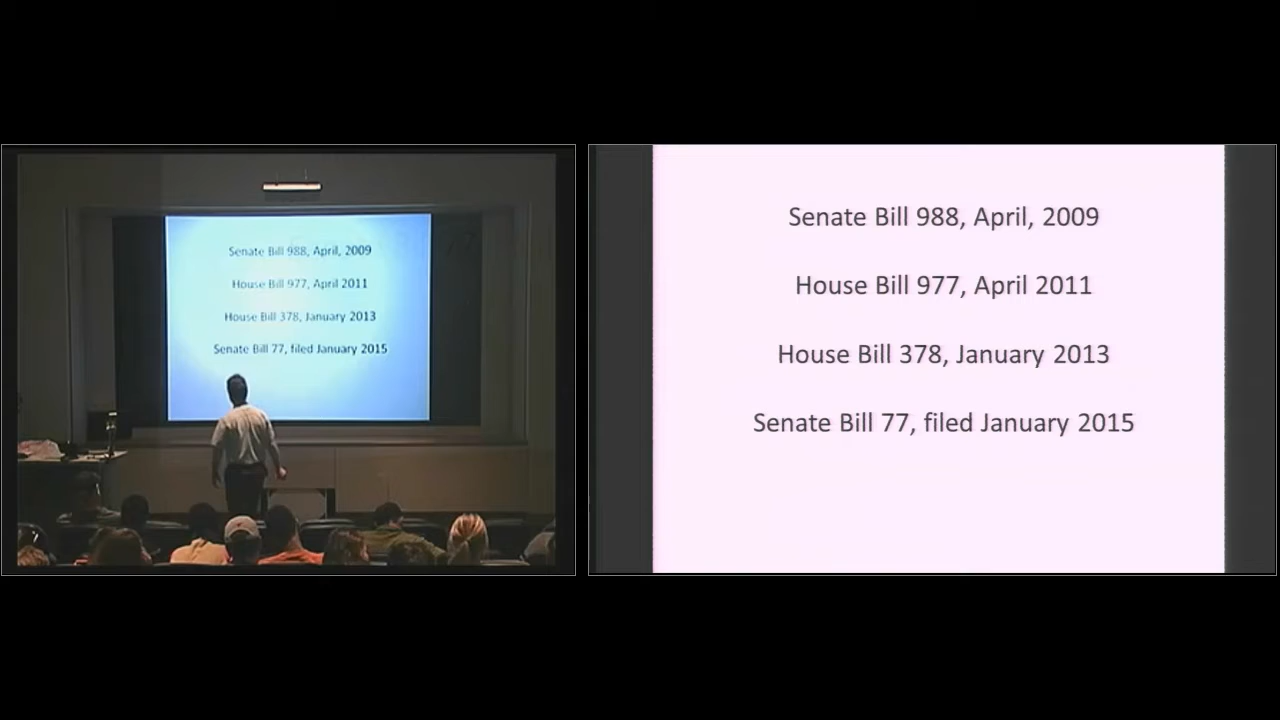 Senate Bill 988, April, 2009
House Bill 977, April 2011
House Bill 378, January 2013
Senate Bill 77, filed January 2015
Senate Bill 988, April, 2009
House Bill 977, April 2011
House Bill 378, January 2013
Senate Bill 77, filed January 2015